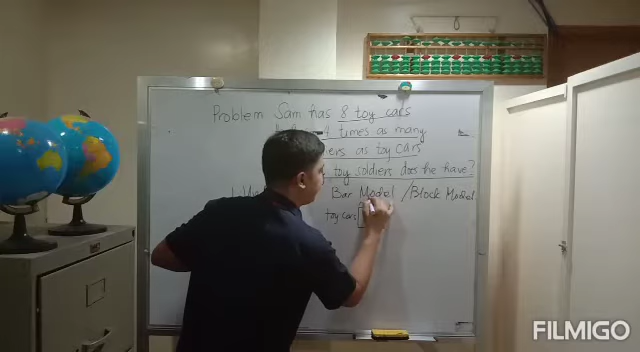 Problem Sam has 8 toy cars
4 times as many
as toy cars
toy soldiers does he have?
Bar Model / Block Model
toy cars
FILMIGO